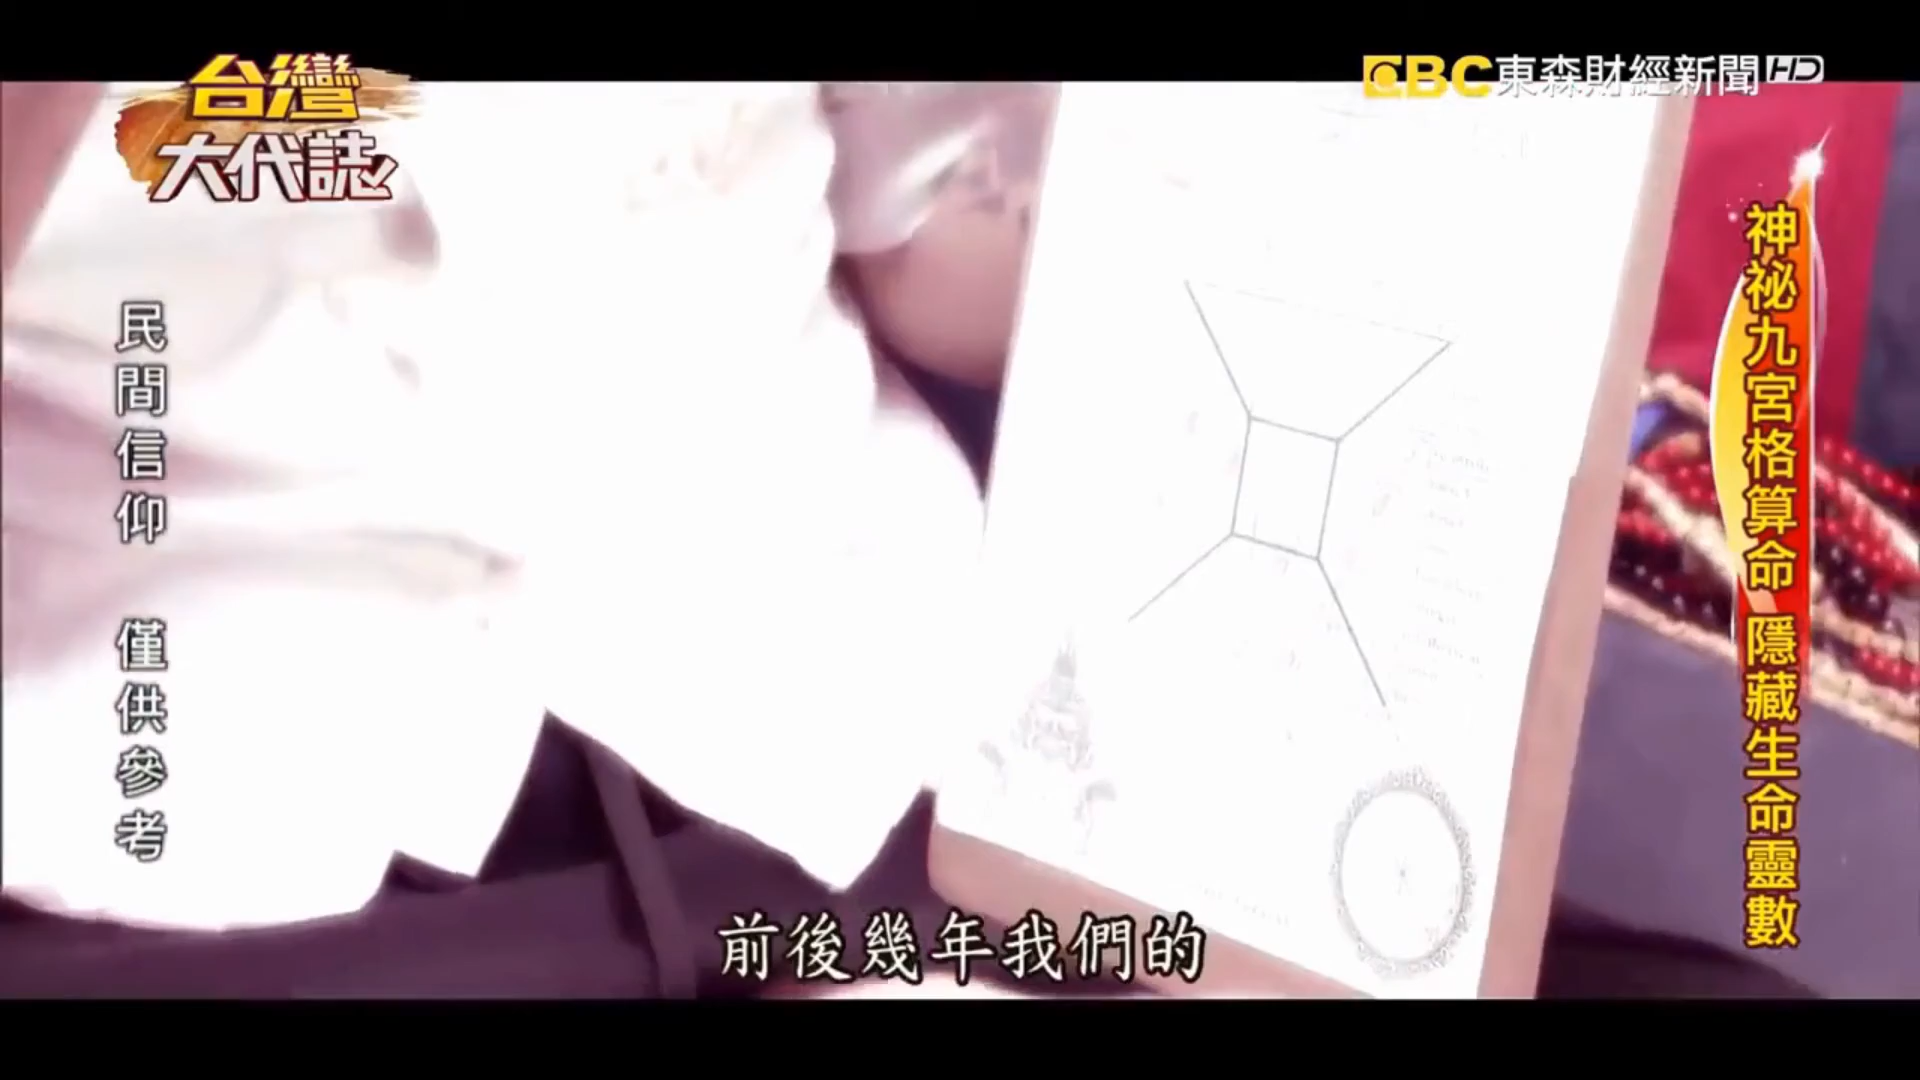 台灣
大代誌
EBC東森財經新聞HD
民間信仰 僅供參考
神祕九宮格算命 隱藏生命靈數
前後幾年我們的